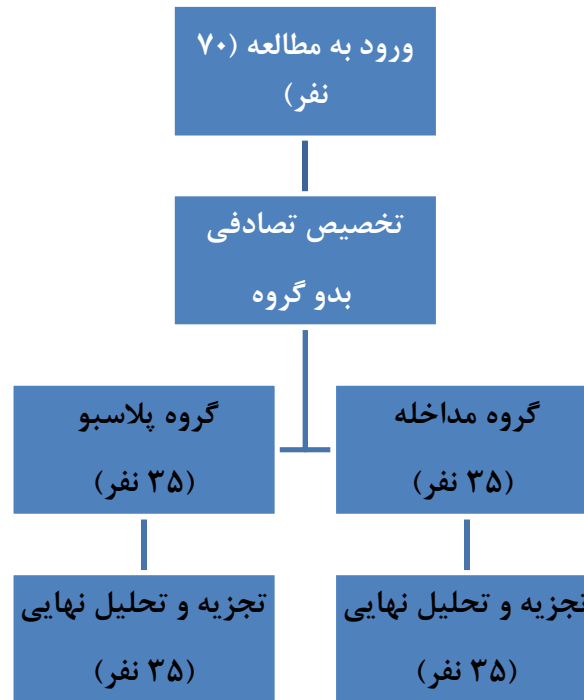 ورود به مطالعه (۷۰
نفر)
تخصیص تصادفی
بدو گروه
گروه مداخله
(۳۵ نفر)
گروه پلاسبو
(۳۵ نفر)
تجزیه و تحلیل نهایی
(۳۵ نفر)
تجزیه و تحلیل نهایی
(۳۵ نفر)